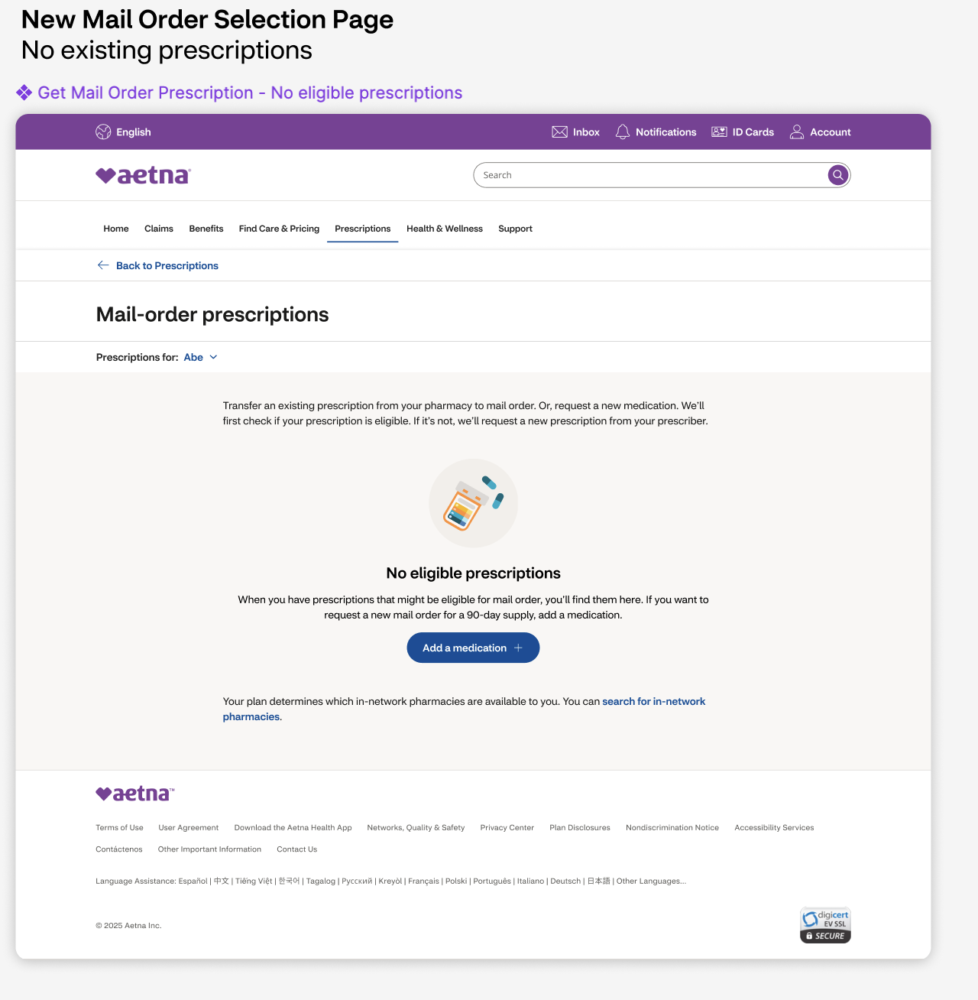 New Mail Order Selection Page
No existing prescriptions
Get Mail Order Prescription - No eligible prescriptions
English
Inbox
Notifications
ID Cards
Account
aetna®
Search
Home
Claims
Benefits
Find Care & Pricing
Prescriptions
Health & Wellness
Support
Back to Prescriptions
Mail-order prescriptions
Prescriptions for: Abe
Transfer an existing prescription from your pharmacy to mail order. Or, request a new medication. We'll
first check if your prescription is eligible. If it's not, we'll request a new prescription from your prescriber.
No eligible prescriptions
When you have prescriptions that might be eligible for mail order, you'll find them here. If you want to
request a new mail order for a 90-day supply, add a medication.
Add a medication
Your plan determines which in-network pharmacies are available to you. You can search for in-network
pharmacies.
aetna™
Terms of Use
User Agreement
Download the Aetna Health App
Networks, Quality & Safety
Privacy Center
Plan Disclosures
Nondiscrimination Notice
Accessibility Services
Contáctenos
Other Important Information
Contact Us
Language Assistance: Español | 中文 | Tiếng Việt | 한국어 | Tagalog | Русский | Kreyòl | Français | Polski | Português | Italiano | Deutsch | 日本語 | Other Languages...
© 2025 Aetna Inc.
digicert
EV SSL
SECURE